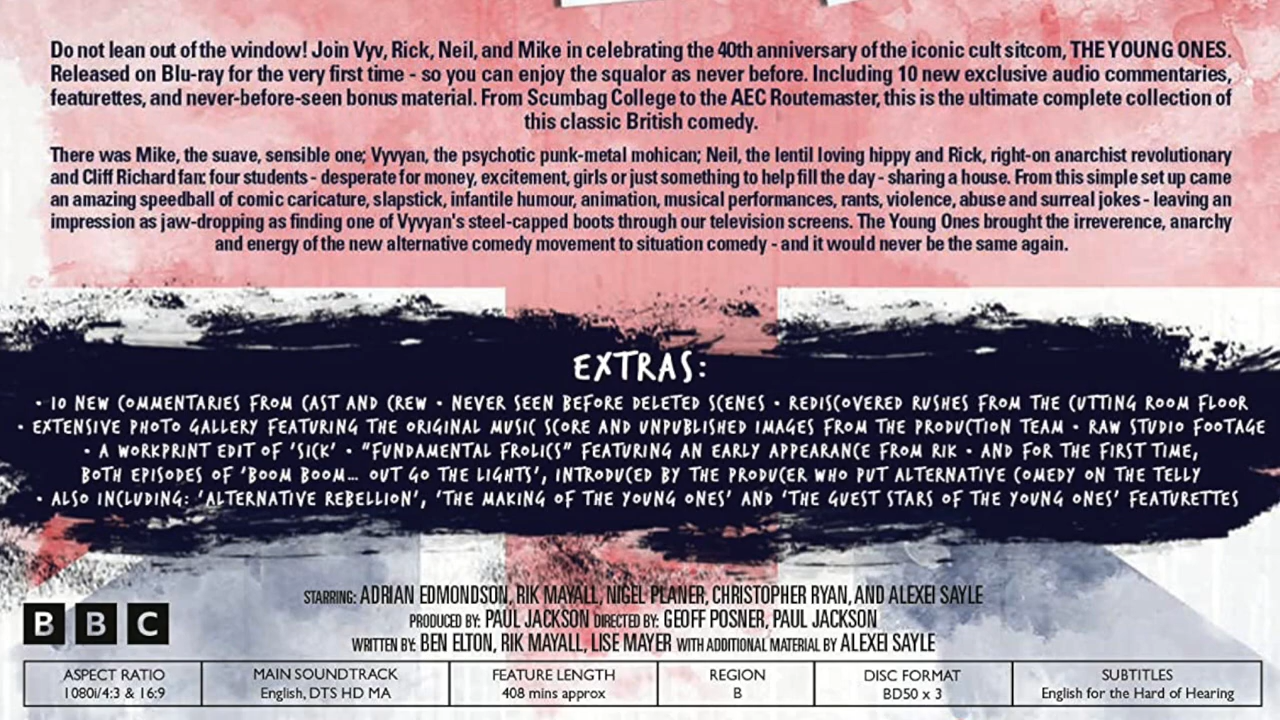 Do not lean out of the window! Join Vyv, Rick, Neil, and Mike in celebrating the 40th anniversary of the iconic cult sitcom, THE YOUNG ONES.
Released on Blu-ray for the very first time - so you can enjoy the squalor as never before. Including 10 new exclusive audio commentaries,
featurettes, and never-before-seen bonus material. From Scumbag College to the AEC Routemaster, this is the ultimate complete collection of
this classic British comedy.
There was Mike, the suave, sensible one; Vyvyan, the psychotic punk-metal mohican; Neil, the lentil loving hippy and Rick, right-on anarchist revolutionary
and Cliff Richard fan: four students - desperate for money, excitement, girls or just something to help fill the day - sharing a house. From this simple set up came
an amazing speedball of comic caricature, slapstick, infantile humour, animation, musical performances, rants, violence, abuse and surreal jokes - leaving an
impression as jaw-dropping as finding one of Vyvyan's steel-capped boots through our television screens. The Young Ones brought the irreverence, anarchy
and energy of the new alternative comedy movement to situation comedy - and it would never be the same again.
EXTRAS:
• 10 NEW COMMENTARIES FROM CAST AND CREW • NEVER SEEN BEFORE DELETED SCENES • REDISCOVERED RUSHES FROM THE CUTTING ROOM FLOOR
• EXTENSIVE PHOTO GALLERY FEATURING THE ORIGINAL MUSIC SCORE AND UNPUBLISHED IMAGES FROM THE PRODUCTION TEAM • RAW STUDIO FOOTAGE
• A WORKPRINT EDIT OF 'SICK' • "FUNDAMENTAL FROLICS" FEATURING AN EARLY APPEARANCE FROM RIK • AND FOR THE FIRST TIME,
BOTH EPISODES OF 'BOOM BOOM... OUT GO THE LIGHTS', INTRODUCED BY THE PRODUCER WHO PUT ALTERNATIVE COMEDY ON THE TELLY
• ALSO INCLUDING: 'ALTERNATIVE REBELLION', 'THE MAKING OF THE YOUNG ONES' AND 'THE GUEST STARS OF THE YOUNG ONES' FEATURETTES
STARRING: ADRIAN EDMONDSON, RIK MAYALL, NIGEL PLANER, CHRISTOPHER RYAN, AND ALEXEI SAYLE
PRODUCED BY: PAUL JACKSON DIRECTED BY: GEOFF POSNER, PAUL JACKSON
WRITTEN BY: BEN ELTON, RIK MAYALL, LISE MAYER WITH ADDITIONAL MATERIAL BY ALEXEI SAYLE
BBC
ASPECT RATIO
1080i/4:3 & 16:9
MAIN SOUNDTRACK
English, DTS HD MA
FEATURE LENGTH
408 mins approx
REGION
B
DISC FORMAT
BD50 x 3
SUBTITLES
English for the Hard of Hearing